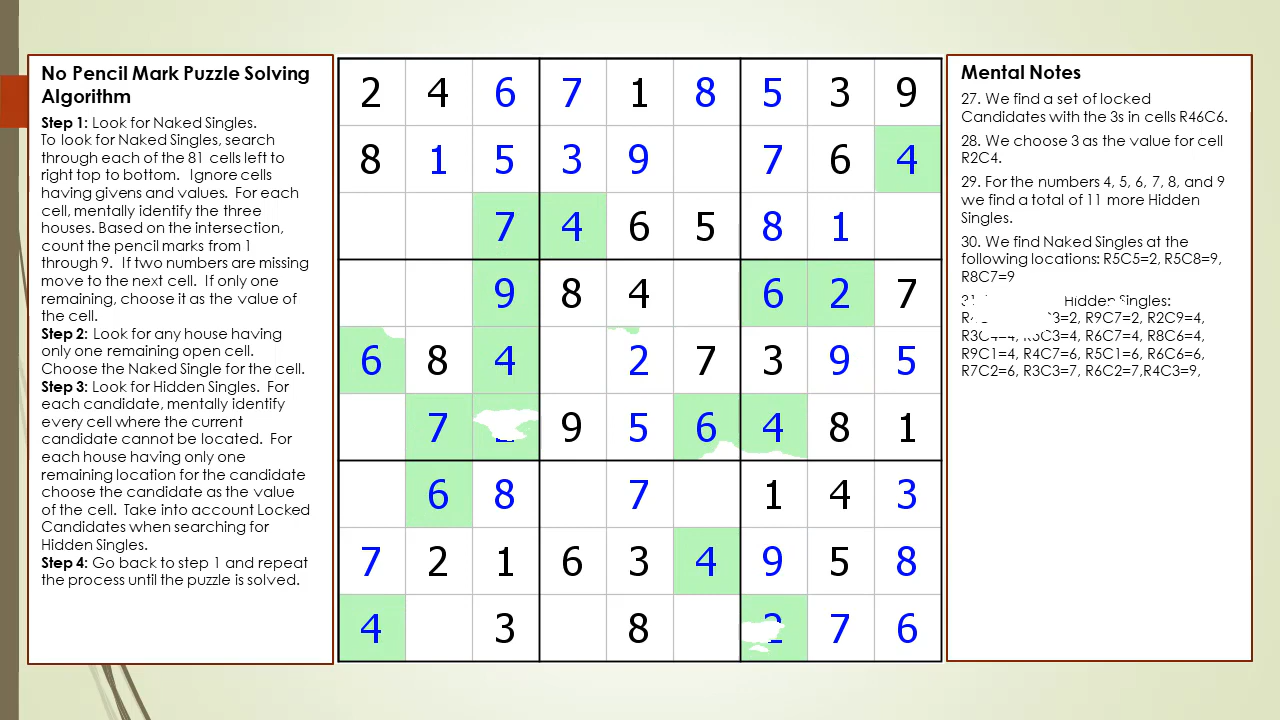 No Pencil Mark Puzzle Solving
Algorithm
Step 1: Look for Naked Singles.
To look for Naked Singles, search
through each of the 81 cells left to
right top to bottom.  Ignore cells
having givens and values.  For each
cell, mentally identify the three
houses. Based on the intersection,
count the pencil marks from 1
through 9.  If two numbers are missing
move to the next cell.  If only one
remaining, choose it as the value of
the cell.
Step 2: Look for any house having
only one remaining open cell.
Choose the Naked Single for the cell.
Step 3: Look for Hidden Singles.  For
each candidate, mentally identify
every cell where the current
candidate cannot be located.  For
each house having only one
remaining location for the candidate
choose the candidate as the value
of the cell.  Take into account Locked
Candidates when searching for
Hidden Singles.
Step 4: Go back to step 1 and repeat
the process until the puzzle is solved.
2 4 6 7 1 8 5 3 9
8 1 5 3 9 7 6 4
7 4 6 5 8 1
9 8 4 6 2 7
6 8 4 2 7 3 9 5
7 9 5 6 4 8 1
6 8 7 1 4 3
7 2 1 6 3 4 9 5 8
4 3 8 2 7 6
Mental Notes
27. We find a set of locked
Candidates with the 3s in cells R46C6.
28. We choose 3 as the value for cell
R2C4.
29. For the numbers 4, 5, 6, 7, 8, and 9
we find a total of 11 more Hidden
Singles.
30. We find Naked Singles at the
following locations: R5C5=2, R5C8=9,
R8C7=9
Hidden Singles:
R9C7=2, R2C9=4,
R3C4=4, R5C3=4, R6C7=4, R8C6=4,
R9C1=4, R4C7=6, R5C1=6, R6C6=6,
R7C2=6, R3C3=7, R6C2=7,R4C3=9,